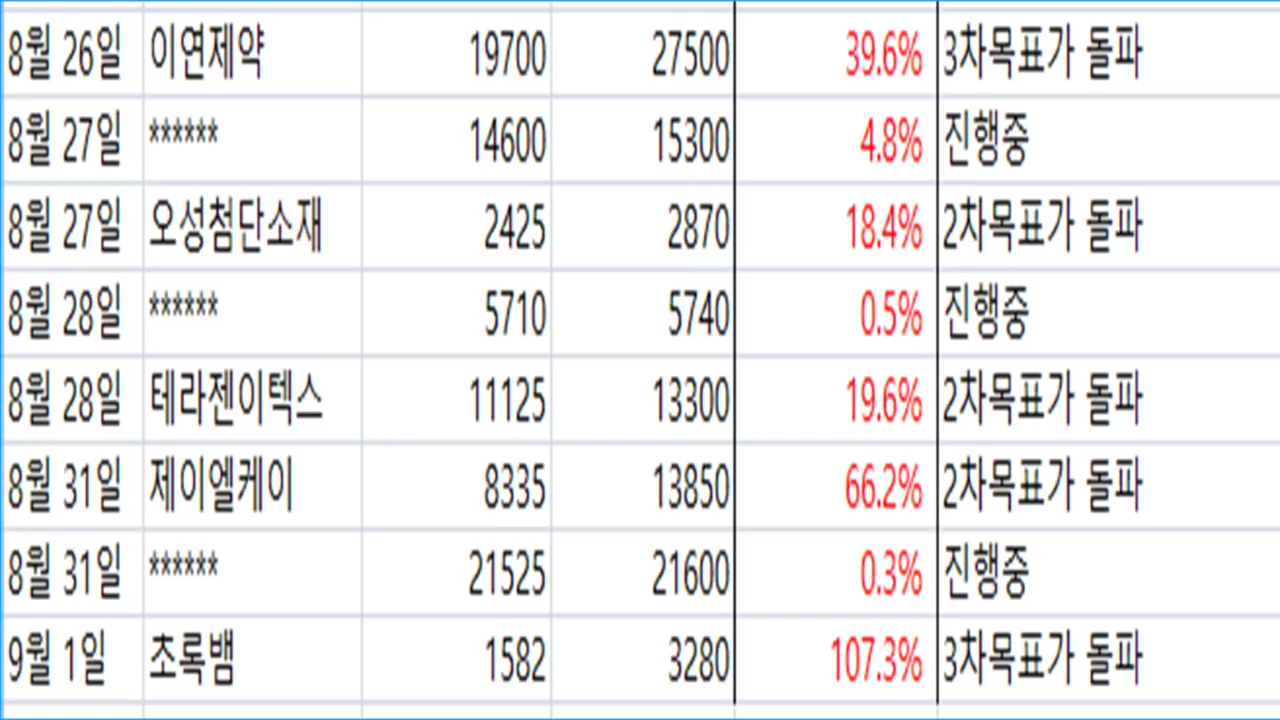 8월 26일 이연제약 19700 27500 39.6% 3차목표가 돌파
8월 27일 ****** 14600 15300 4.8% 진행중
8월 27일 오성첨단소재 2425 2870 18.4% 2차목표가 돌파
8월 28일 ****** 5710 5740 0.5% 진행중
8월 28일 테라젠이텍스 11125 13300 19.6% 2차목표가 돌파
8월 31일 제이엘케이 8335 13850 66.2% 2차목표가 돌파
8월 31일 ****** 21525 21600 0.3% 진행중
9월 1일 초록뱀 1582 3280 107.3% 3차목표가 돌파